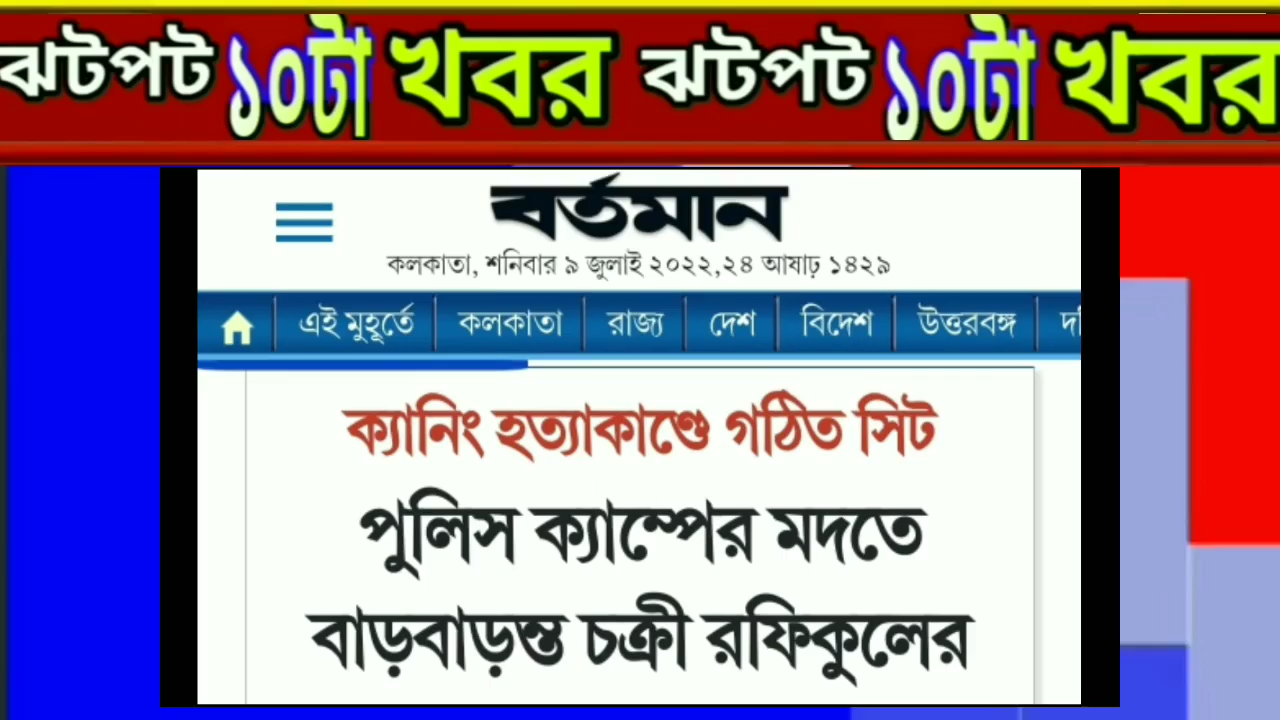 ঝটপট ১০টা খবর ঝটপট ১০টা খবর
বর্তমান
কলকাতা, শনিবার ৯ জুলাই ২০২২,২৪ আষাঢ় ১৪২৯
এই মুহূর্তে কলকাতা রাজ্য দেশ বিদেশ উত্তরবঙ্গ
ক্যানিং হত্যাকাণ্ডে গঠিত সিট
পুলিস ক্যাম্পের মদতে
বাড়বাড়ন্ত চক্রী রফিকুলের